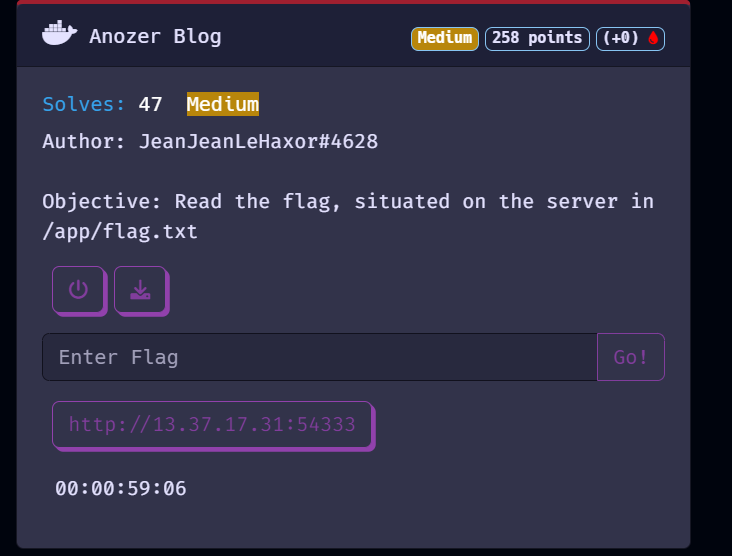 Anozer Blog
Medium 258 points (+0)
Solves: 47 Medium
Author: JeanJeanLeHaxor#4628
Objective: Read the flag, situated on the server in
/app/flag.txt
Enter Flag Go!
http://13.37.17.31:54333
00:00:59:06